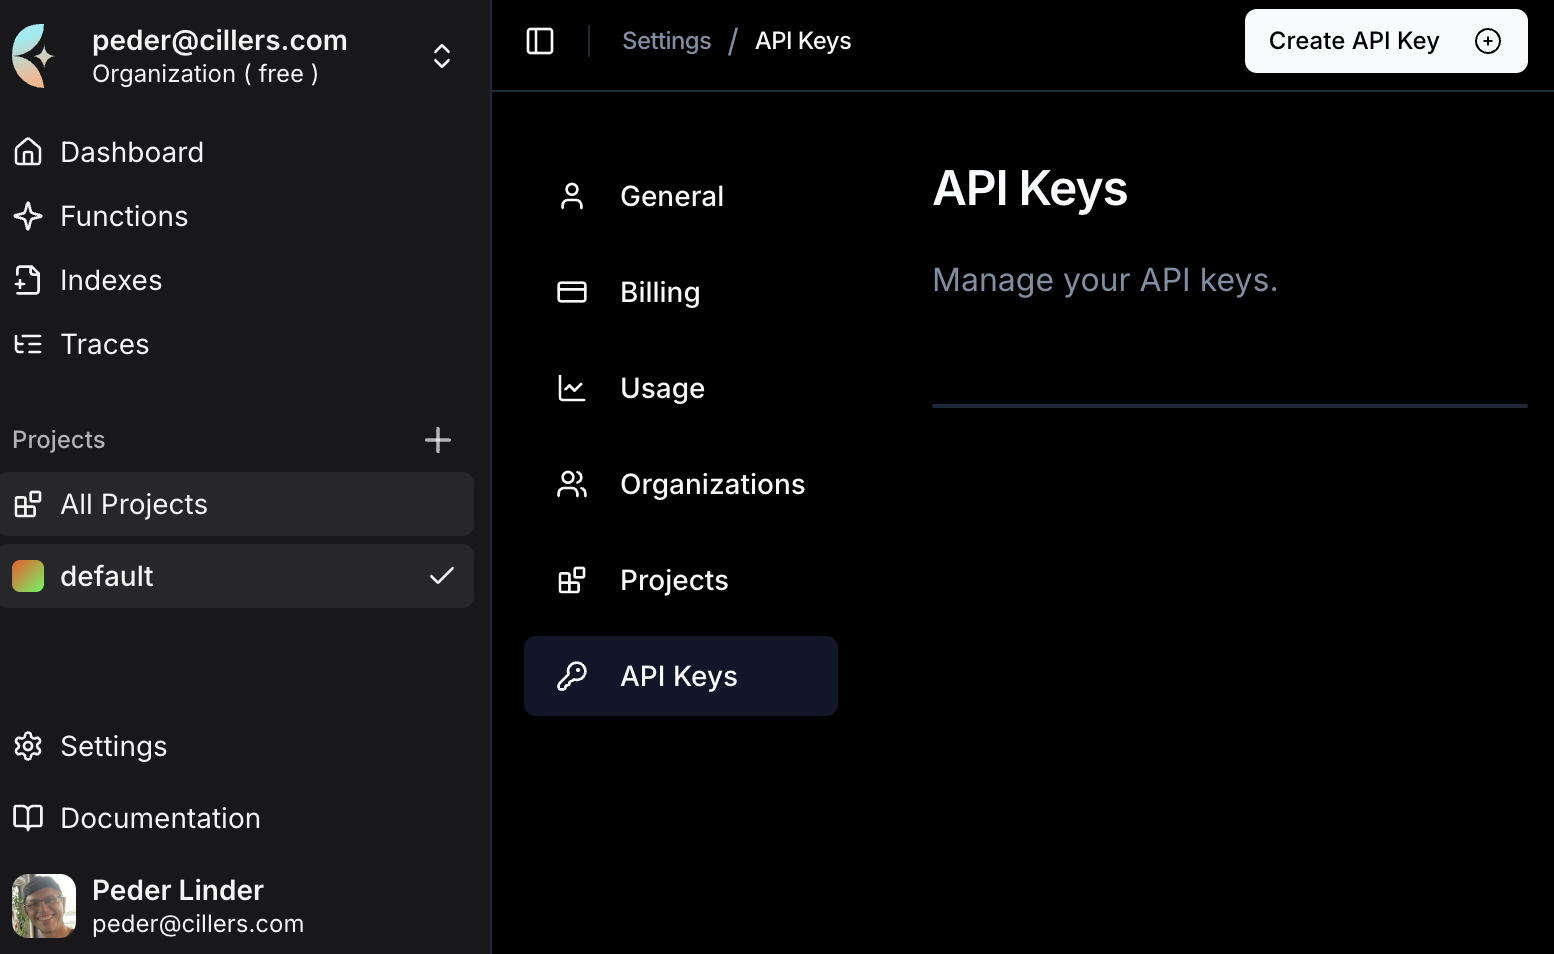 peder@cillers.com
Organization ( free )
Dashboard
Functions
Indexes
Traces
Projects
All Projects
default
Settings
Documentation
Peder Linder
peder@cillers.com
Settings / API Keys
Create API Key
General
Billing
Usage
Organizations
Projects
API Keys
API Keys
Manage your API keys.